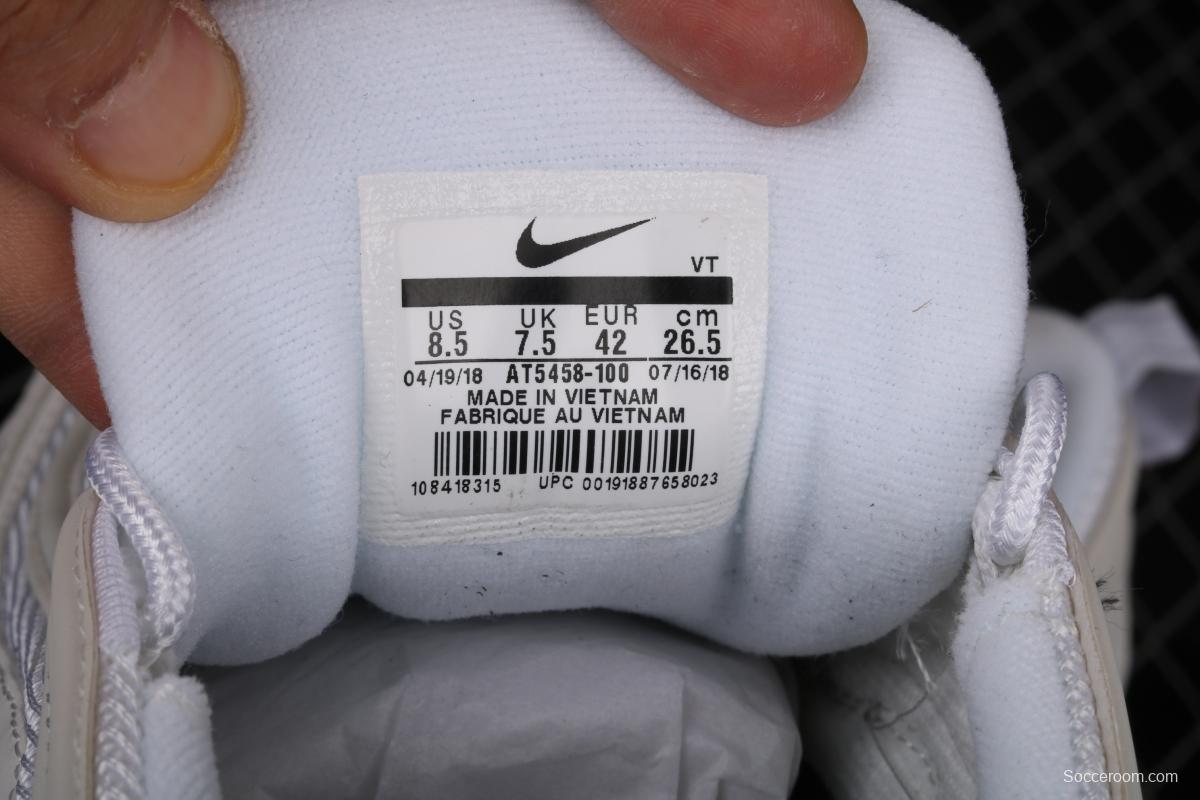 VT
US UK EUR cm
8.5 7.5 42 26.5
04/19/18 AT5458-100 07/16/18
MADE IN VIETNAM
FABRIQUE AU VIETNAM
108418315 UPC 00191887658023
Socceroom.com